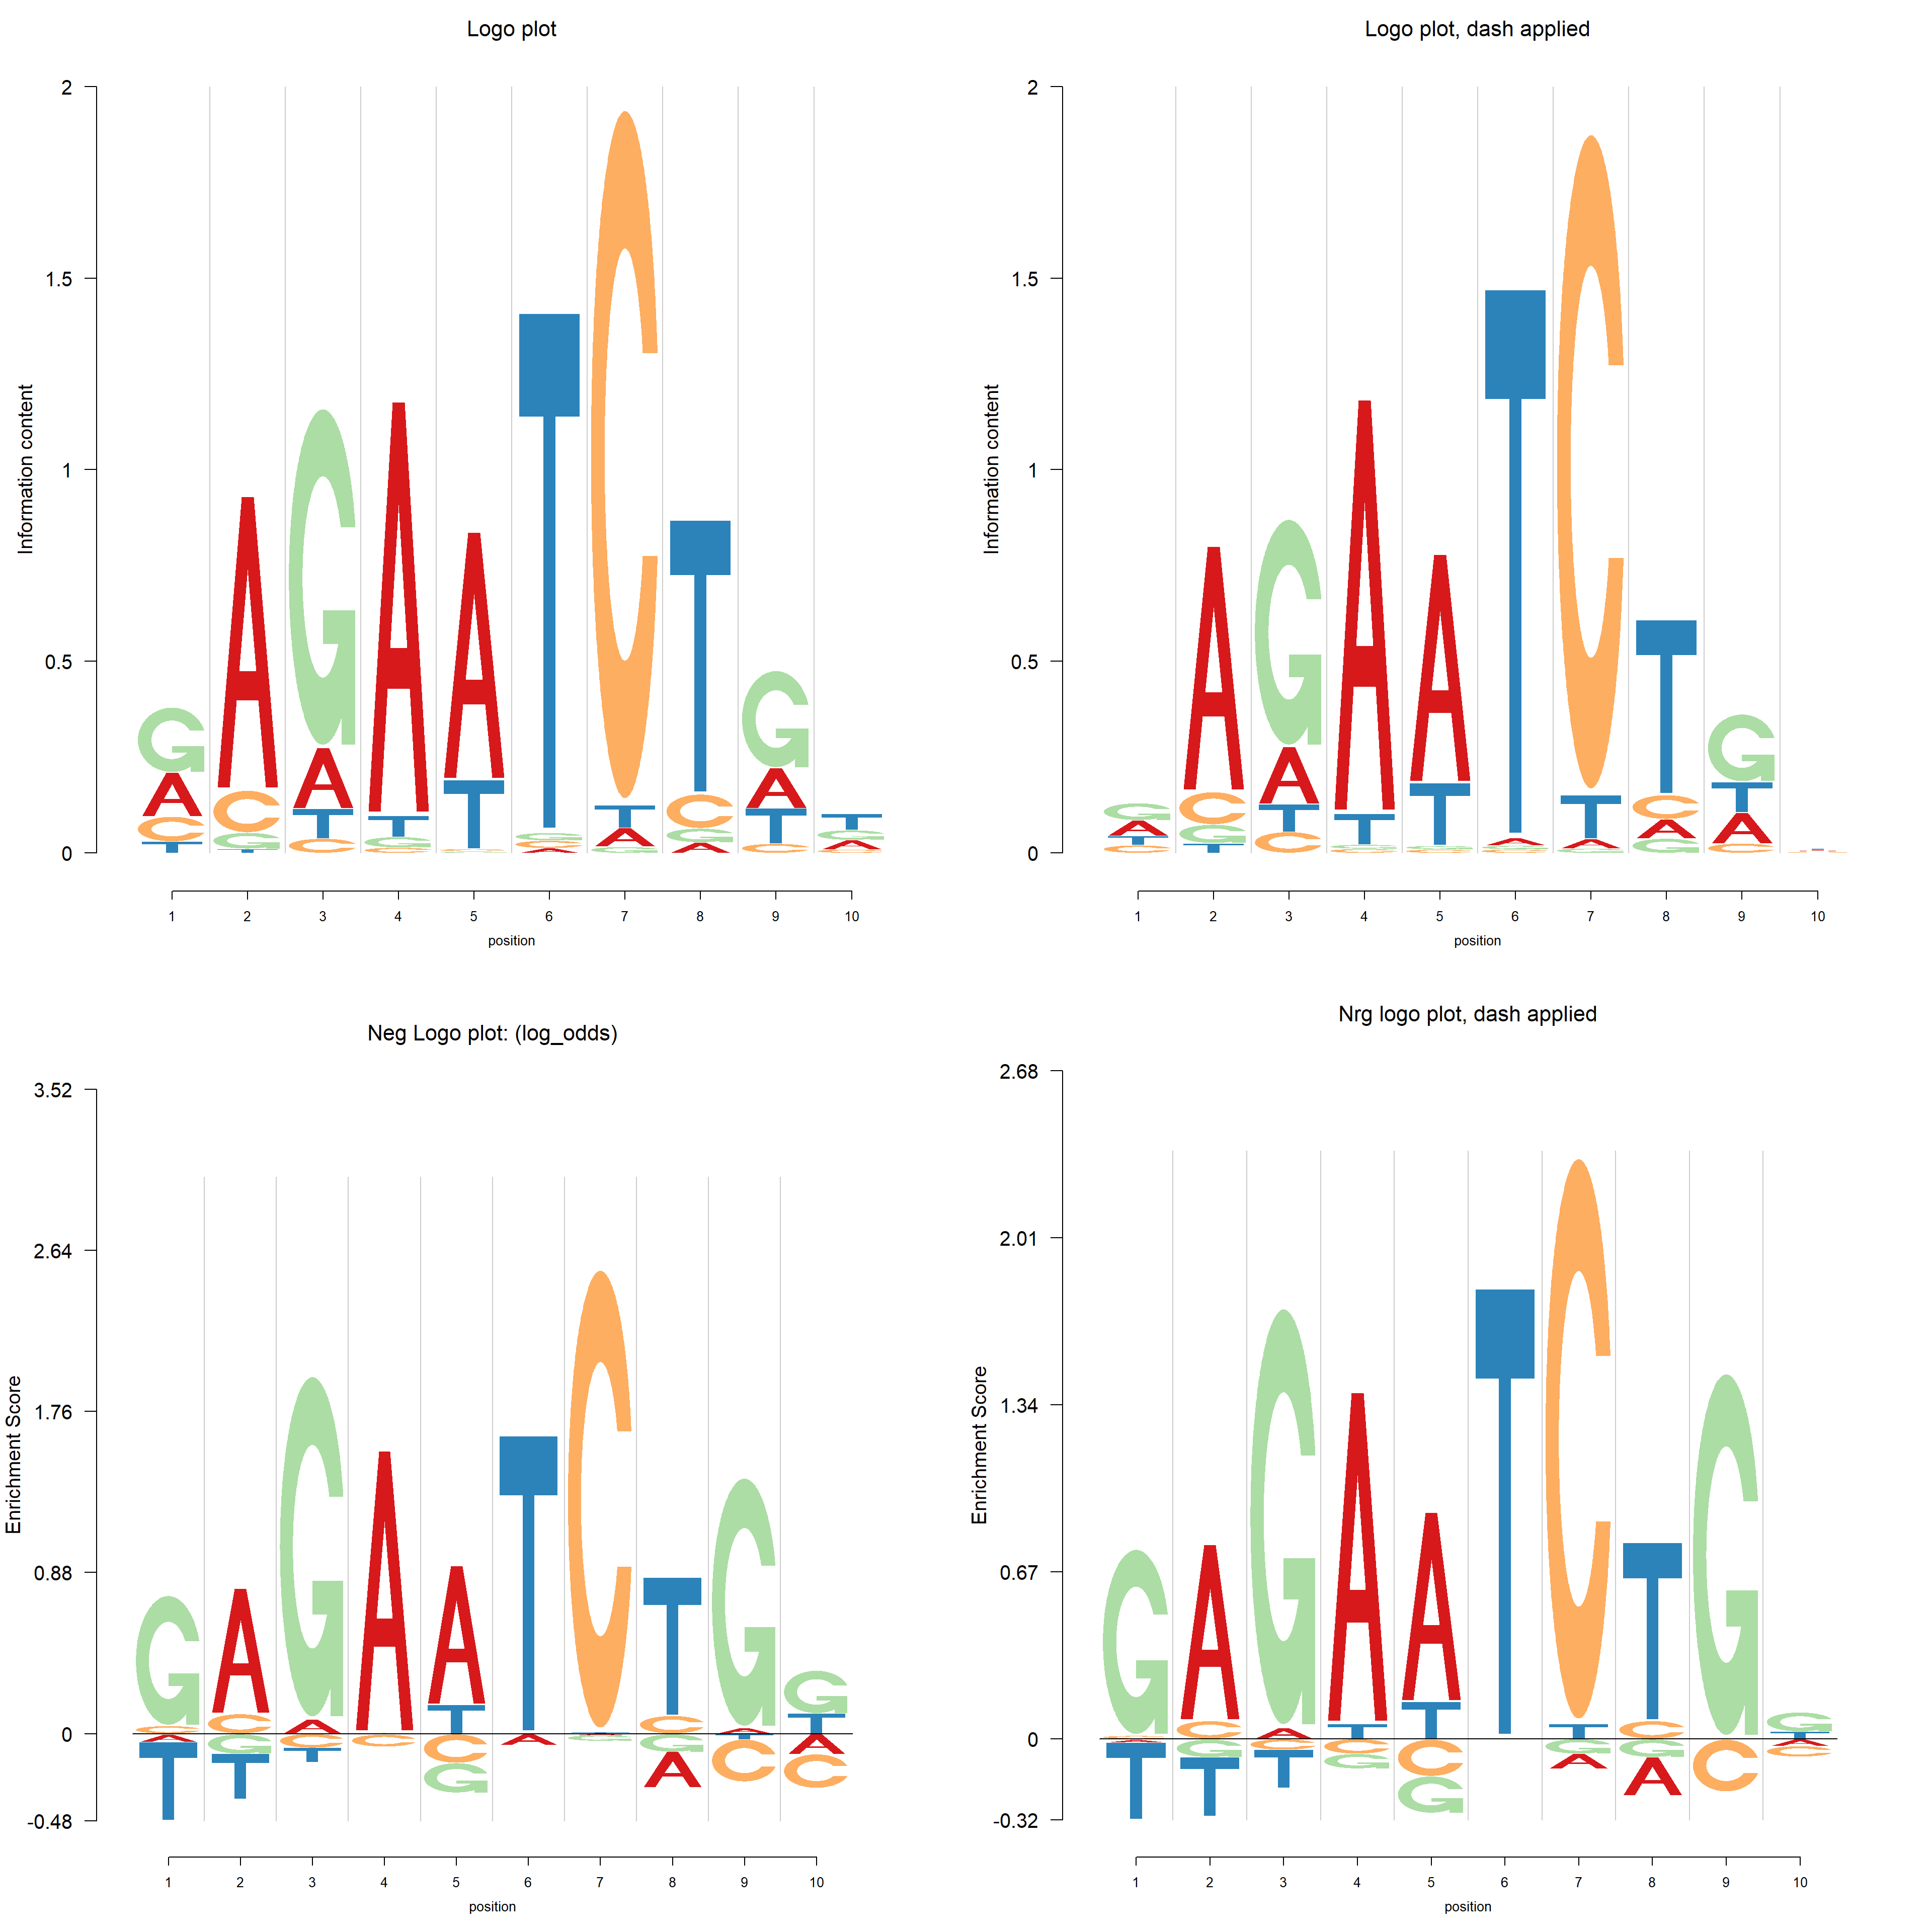 Logo plot
2
1.5
1
0.5
0
Information content
G A G A A T C T G T
A C A T T G T C A G
C G T G C A G T A
T T C C A G A C C
1 2 3 4 5 6 7 8 9 10
position
Logo plot, dash applied
2
1.5
1
0.5
0
Information content
G A G A A T C T G
A C A T T A T C T
T G T A A A
C T C G C
1 2 3 4 5 6 7 8 9 10
position
Neg Logo plot: (log_odds)
3.52
2.64
1.76
0.88
0
-0.48
Enrichment Score
G A G A A T C T G G
C C A T C A T
A G C C C A G G C A
T T T G A C
1 2 3 4 5 6 7 8 9 10
position
Nrg logo plot, dash applied
2.68
2.01
1.34
0.67
0
-0.32
Enrichment Score
G A G A A T C T G G
C A T T T C T
G C C C G G C A
T T T G G A A C
1 2 3 4 5 6 7 8 9 10
position